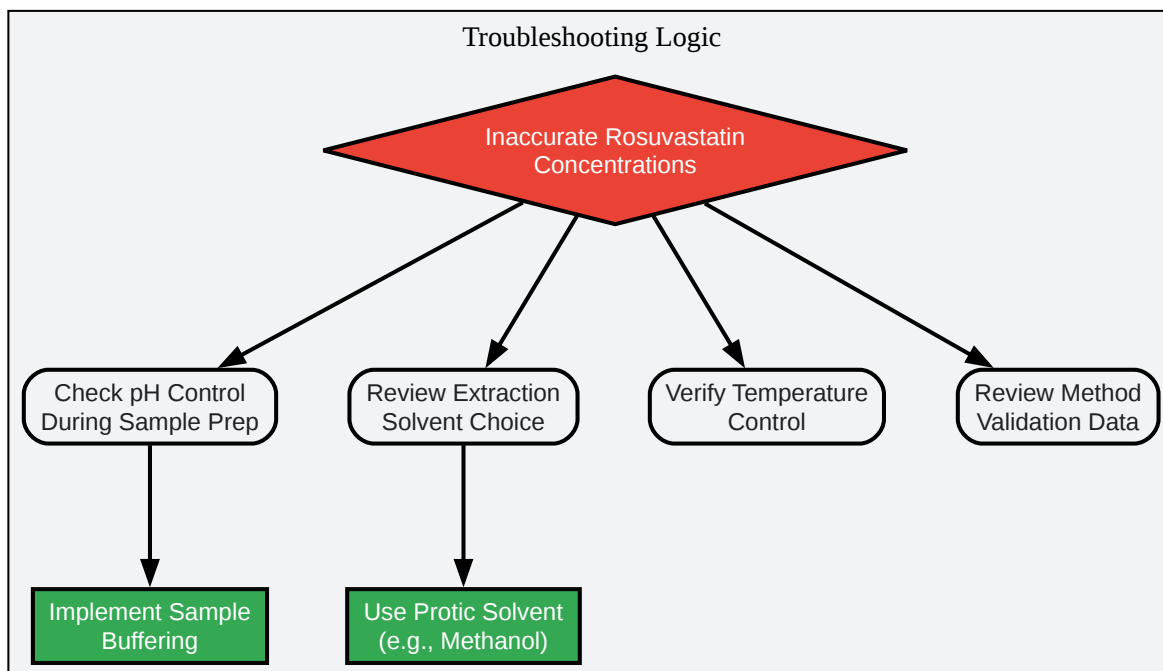 Troubleshooting Logic
Inaccurate Rosuvastatin
Concentrations
Check pH Control
During Sample Prep
Review Extraction
Solvent Choice
Verify Temperature
Control
Review Method
Validation Data
Implement Sample
Buffering
Use Protic Solvent
(e.g., Methanol)